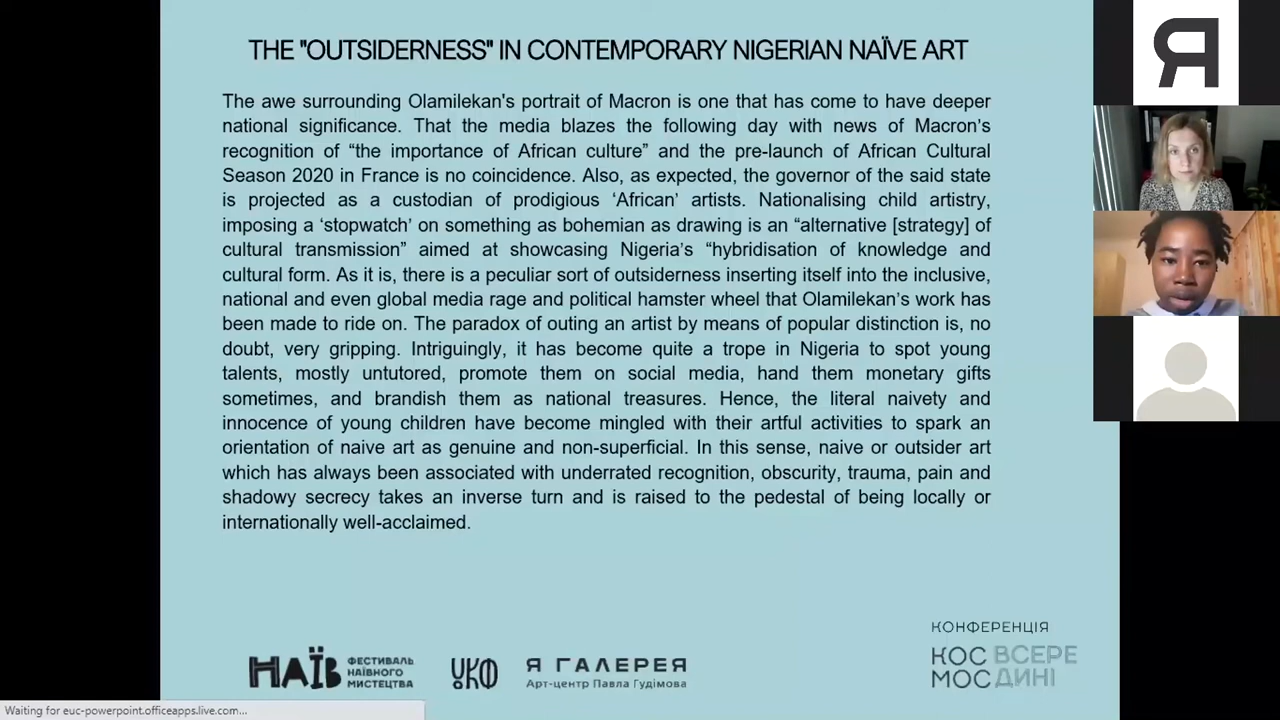 THE "OUTSIDERNESS" IN CONTEMPORARY NIGERIAN NAÏVE ART
The awe surrounding Olamilekan's portrait of Macron is one that has come to have deeper
national significance. That the media blazes the following day with news of Macron's
recognition of “the importance of African culture” and the pre-launch of African Cultural
Season 2020 in France is no coincidence. Also, as expected, the governor of the said state
is projected as a custodian of prodigious ‘African’ artists. Nationalising child artistry,
imposing a ‘stopwatch’ on something as bohemian as drawing is an “alternative [strategy] of
cultural transmission” aimed at showcasing Nigeria’s “hybridisation of knowledge and
cultural form. As it is, there is a peculiar sort of outsiderness inserting itself into the inclusive,
national and even global media rage and political hamster wheel that Olamilekan’s work has
been made to ride on. The paradox of outing an artist by means of popular distinction is, no
doubt, very gripping. Intriguingly, it has become quite a trope in Nigeria to spot young
talents, mostly untutored, promote them on social media, hand them monetary gifts
sometimes, and brandish them as national treasures. Hence, the literal naivety and
innocence of young children have become mingled with their artful activities to spark an
orientation of naive art as genuine and non-superficial. In this sense, naive or outsider art
which has always been associated with underrated recognition, obscurity, trauma, pain and
shadowy secrecy takes an inverse turn and is raised to the pedestal of being locally or
internationally well-acclaimed.
НАЇВ
ФЕСТИВАЛЬ
НАЇВНОГО
МИСТЕЦТВА
УКФ
Я ГАЛЕРЕЯ
Арт-центр Павла Гудімова
КОНФЕРЕНЦІЯ
КОС ВСЕРЕ
МОС ДИНІ
Я
Waiting for euc-powerpoint.officeapps.live.com...